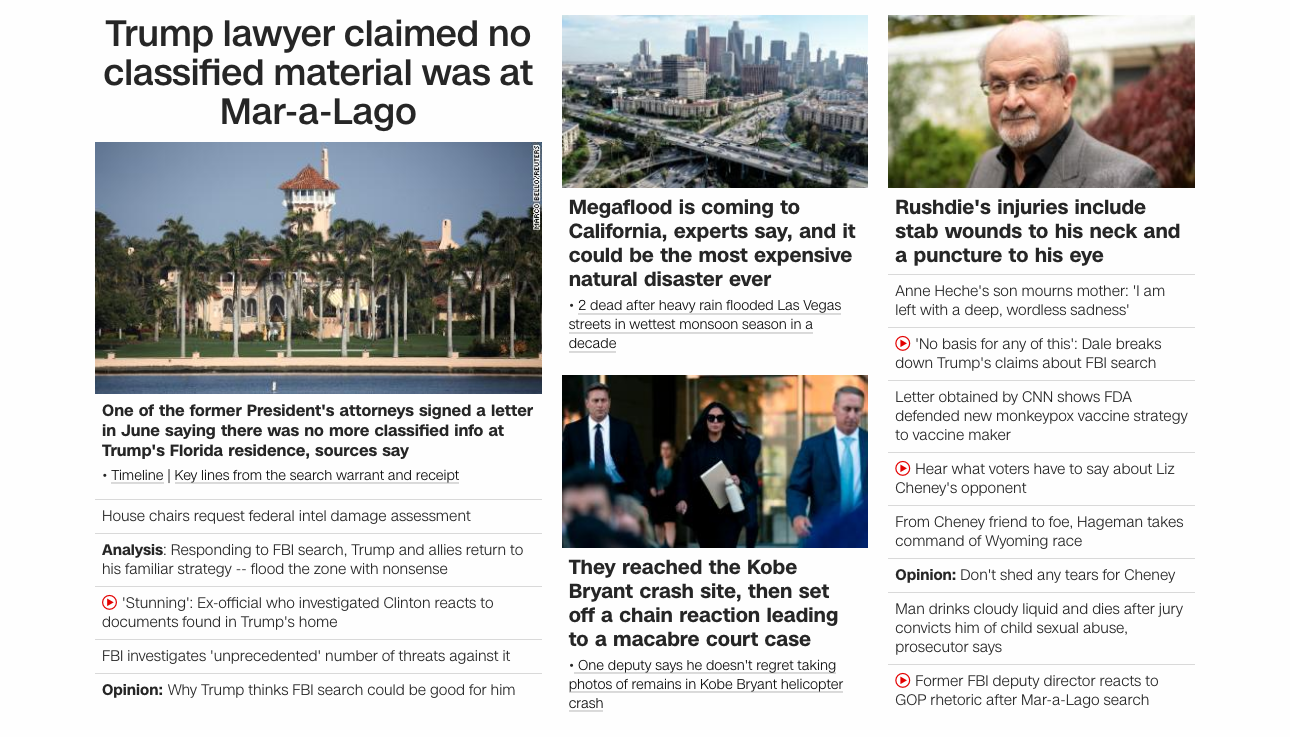 Trump lawyer claimed no
classified material was at
Mar-a-Lago
MARCO BELLO/REUTERS
One of the former President's attorneys signed a letter
in June saying there was no more classified info at
Trump's Florida residence, sources say
• Timeline | Key lines from the search warrant and receipt
House chairs request federal intel damage assessment
Analysis: Responding to FBI search, Trump and allies return to
his familiar strategy -- flood the zone with nonsense
'Stunning': Ex-official who investigated Clinton reacts to
documents found in Trump's home
FBI investigates 'unprecedented' number of threats against it
Opinion: Why Trump thinks FBI search could be good for him
Megaflood is coming to
California, experts say, and it
could be the most expensive
natural disaster ever
• 2 dead after heavy rain flooded Las Vegas
streets in wettest monsoon season in a
decade
They reached the Kobe
Bryant crash site, then set
off a chain reaction leading
to a macabre court case
• One deputy says he doesn't regret taking
photos of remains in Kobe Bryant helicopter
crash
Rushdie's injuries include
stab wounds to his neck and
a puncture to his eye
Anne Heche's son mourns mother: 'I am
left with a deep, wordless sadness'
'No basis for any of this': Dale breaks
down Trump's claims about FBI search
Letter obtained by CNN shows FDA
defended new monkeypox vaccine strategy
to vaccine maker
Hear what voters have to say about Liz
Cheney's opponent
From Cheney friend to foe, Hageman takes
command of Wyoming race
Opinion: Don't shed any tears for Cheney
Man drinks cloudy liquid and dies after jury
convicts him of child sexual abuse,
prosecutor says
Former FBI deputy director reacts to
GOP rhetoric after Mar-a-Lago search